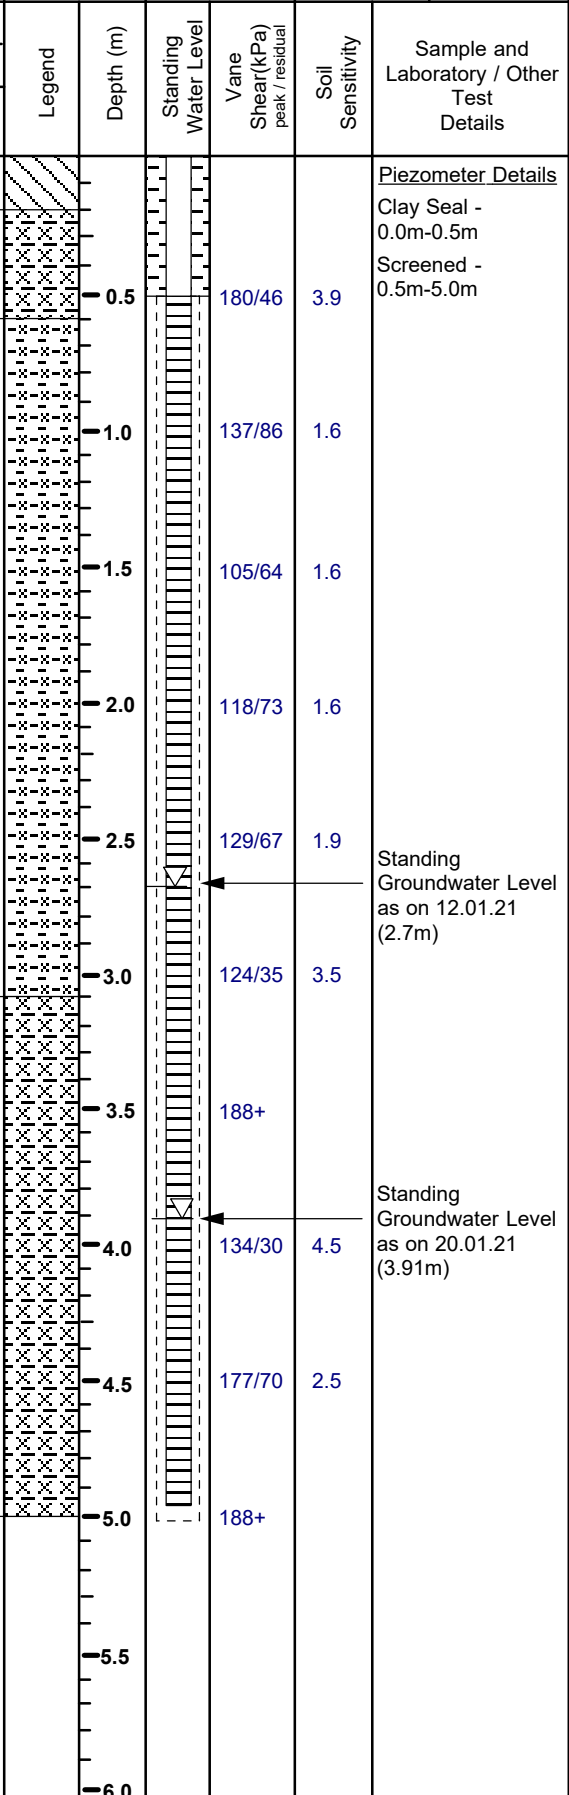 Legend
Depth (m)
Standing
Water Level
Vane
Shear(kPa)
peak / residual
Soil
Sensitivity
Sample and
Laboratory / Other
Test
Details
Piezometer Details
Clay Seal -
0.0m-0.5m
Screened -
0.5m-5.0m
0.5 180/46 3.9
1.0 137/86 1.6
1.5 105/64 1.6
2.0 118/73 1.6
2.5 129/67 1.9
Standing
Groundwater Level
as on 12.01.21
(2.7m)
3.0 124/35 3.5
3.5 188+
Standing
Groundwater Level
as on 20.01.21
(3.91m)
4.0 134/30 4.5
4.5 177/70 2.5
5.0 188+
5.5
6.0